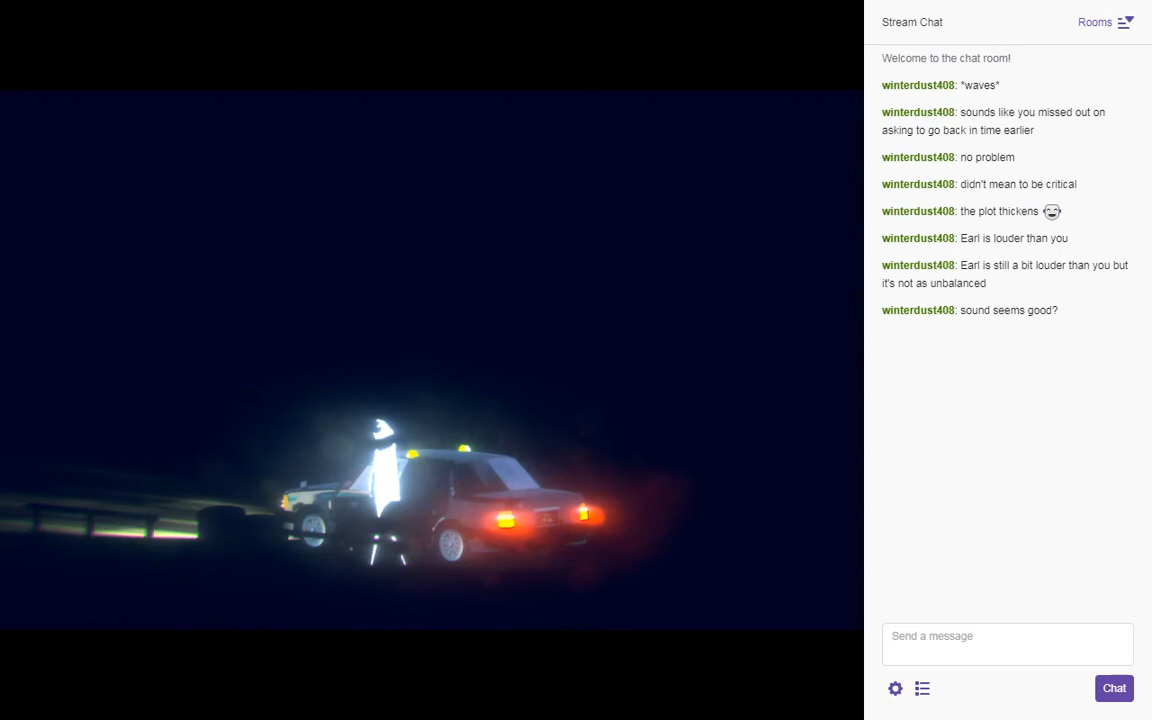 Stream Chat
Rooms
Welcome to the chat room!
winterdust408: *waves*
winterdust408: sounds like you missed out on
asking to go back in time earlier
winterdust408: no problem
winterdust408: didn't mean to be critical
winterdust408: the plot thickens
winterdust408: Earl is louder than you
winterdust408: Earl is still a bit louder than you but
it's not as unbalanced
winterdust408: sound seems good?
Send a message
Chat